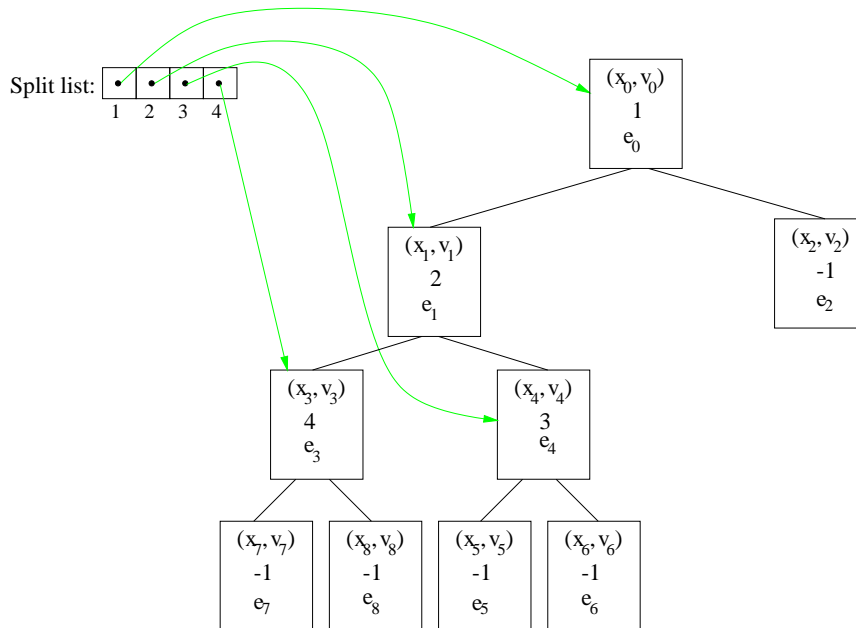 Split list:
1 2 3 4
(x₀, v₀)
1
e₀
(x₁, v₁)
2
e₁
(x₂, v₂)
-1
e₂
(x₃, v₃)
4
e₃
(x₄, v₄)
3
e₄
(x₇, v₇)
-1
e₇
(x₈, v₈)
-1
e₈
(x₅, v₅)
-1
e₅
(x₆, v₆)
-1
e₆